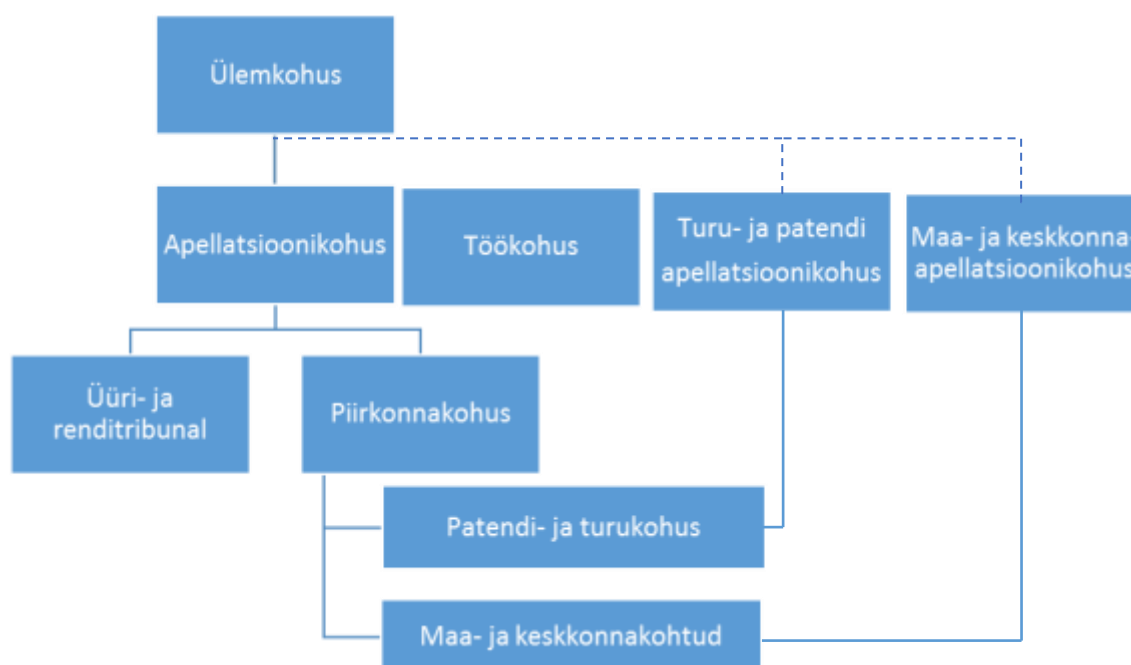 Ülemkohus
Apellatsioonikohus
Töökohus
Turu- ja patendi
apellatsioonikohus
Maa- ja keskkonna-
apellatsioonikohus
Üüri- ja
renditribunal
Piirkonnakohus
Patendi- ja turukohus
Maa- ja keskkonnakohtud